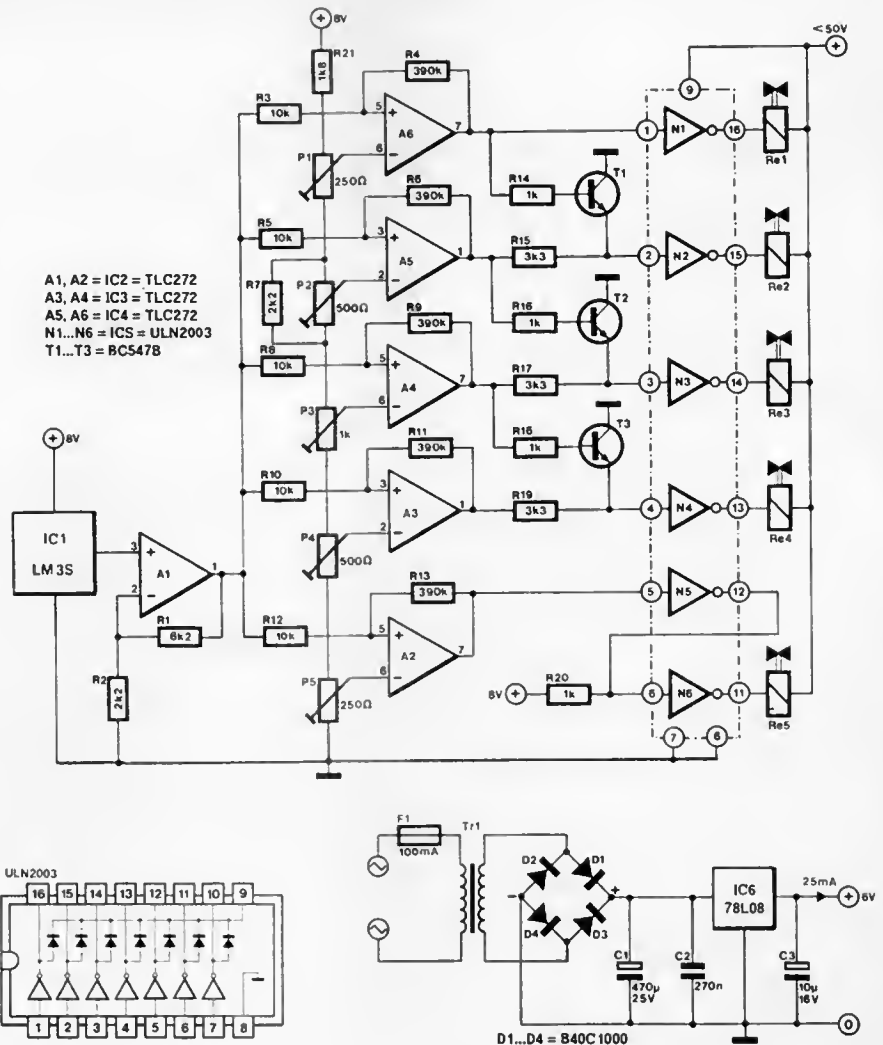 8V
<50V
R21
1k8
R4
390k
9
R3
10k
5
+
A6
7
6
−
1
N1
16
Re1
P1
250Ω
R6
390k
R14
1k
T1
R5
10k
3
+
A5
1
2
−
R15
3k3
2
N2
15
Re2
A1, A2 = IC2 = TLC272
A3, A4 = IC3 = TLC272
A5, A6 = IC4 = TLC272
N1...N6 = ICS = ULN2003
T1...T3 = BC547B
R7
2k2
P2
500Ω
R9
390k
R16
1k
T2
R8
10k
5
+
A4
7
6
−
R17
3k3
3
N3
14
Re3
P3
1k
R11
390k
R16
1k
T3
8V
R10
10k
3
+
A3
1
2
−
R19
3k3
4
N4
13
Re4
IC1
LM3S
3
+
A1
1
2
−
P4
500Ω
R13
390k
5
N5
12
R1
6k2
R12
10k
5
+
A2
7
6
−
R2
2k2
P5
250Ω
8V
R20
1k
6
N6
11
Re5
7
6
ULN2003
16 15 14 13 12 11 10 9
1 2 3 4 5 6 7 8
F1
100mA
Tr1
D2
D1
−
+
D4
D3
IC6
78L08
25mA
6V
C1
470µ
25V
C2
270n
C3
10µ
16V
0
D1...D4 = B40C1000